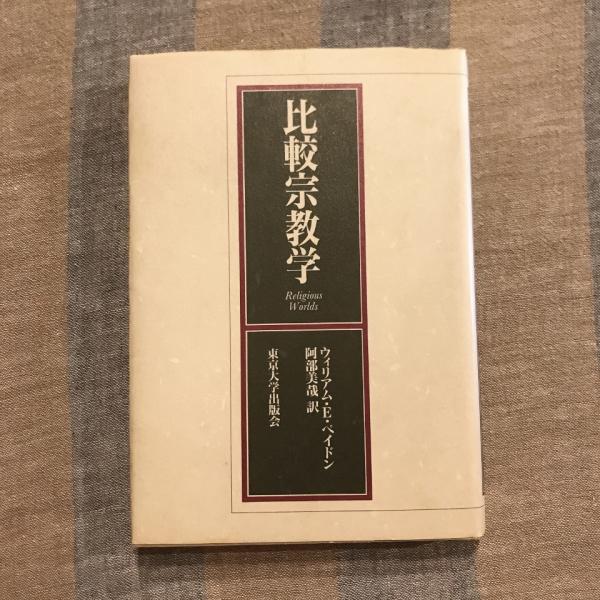 比較宗教学
Religious
Worlds
ウィリアム・E・ペイドン
阿部美哉 訳
東京大学出版会